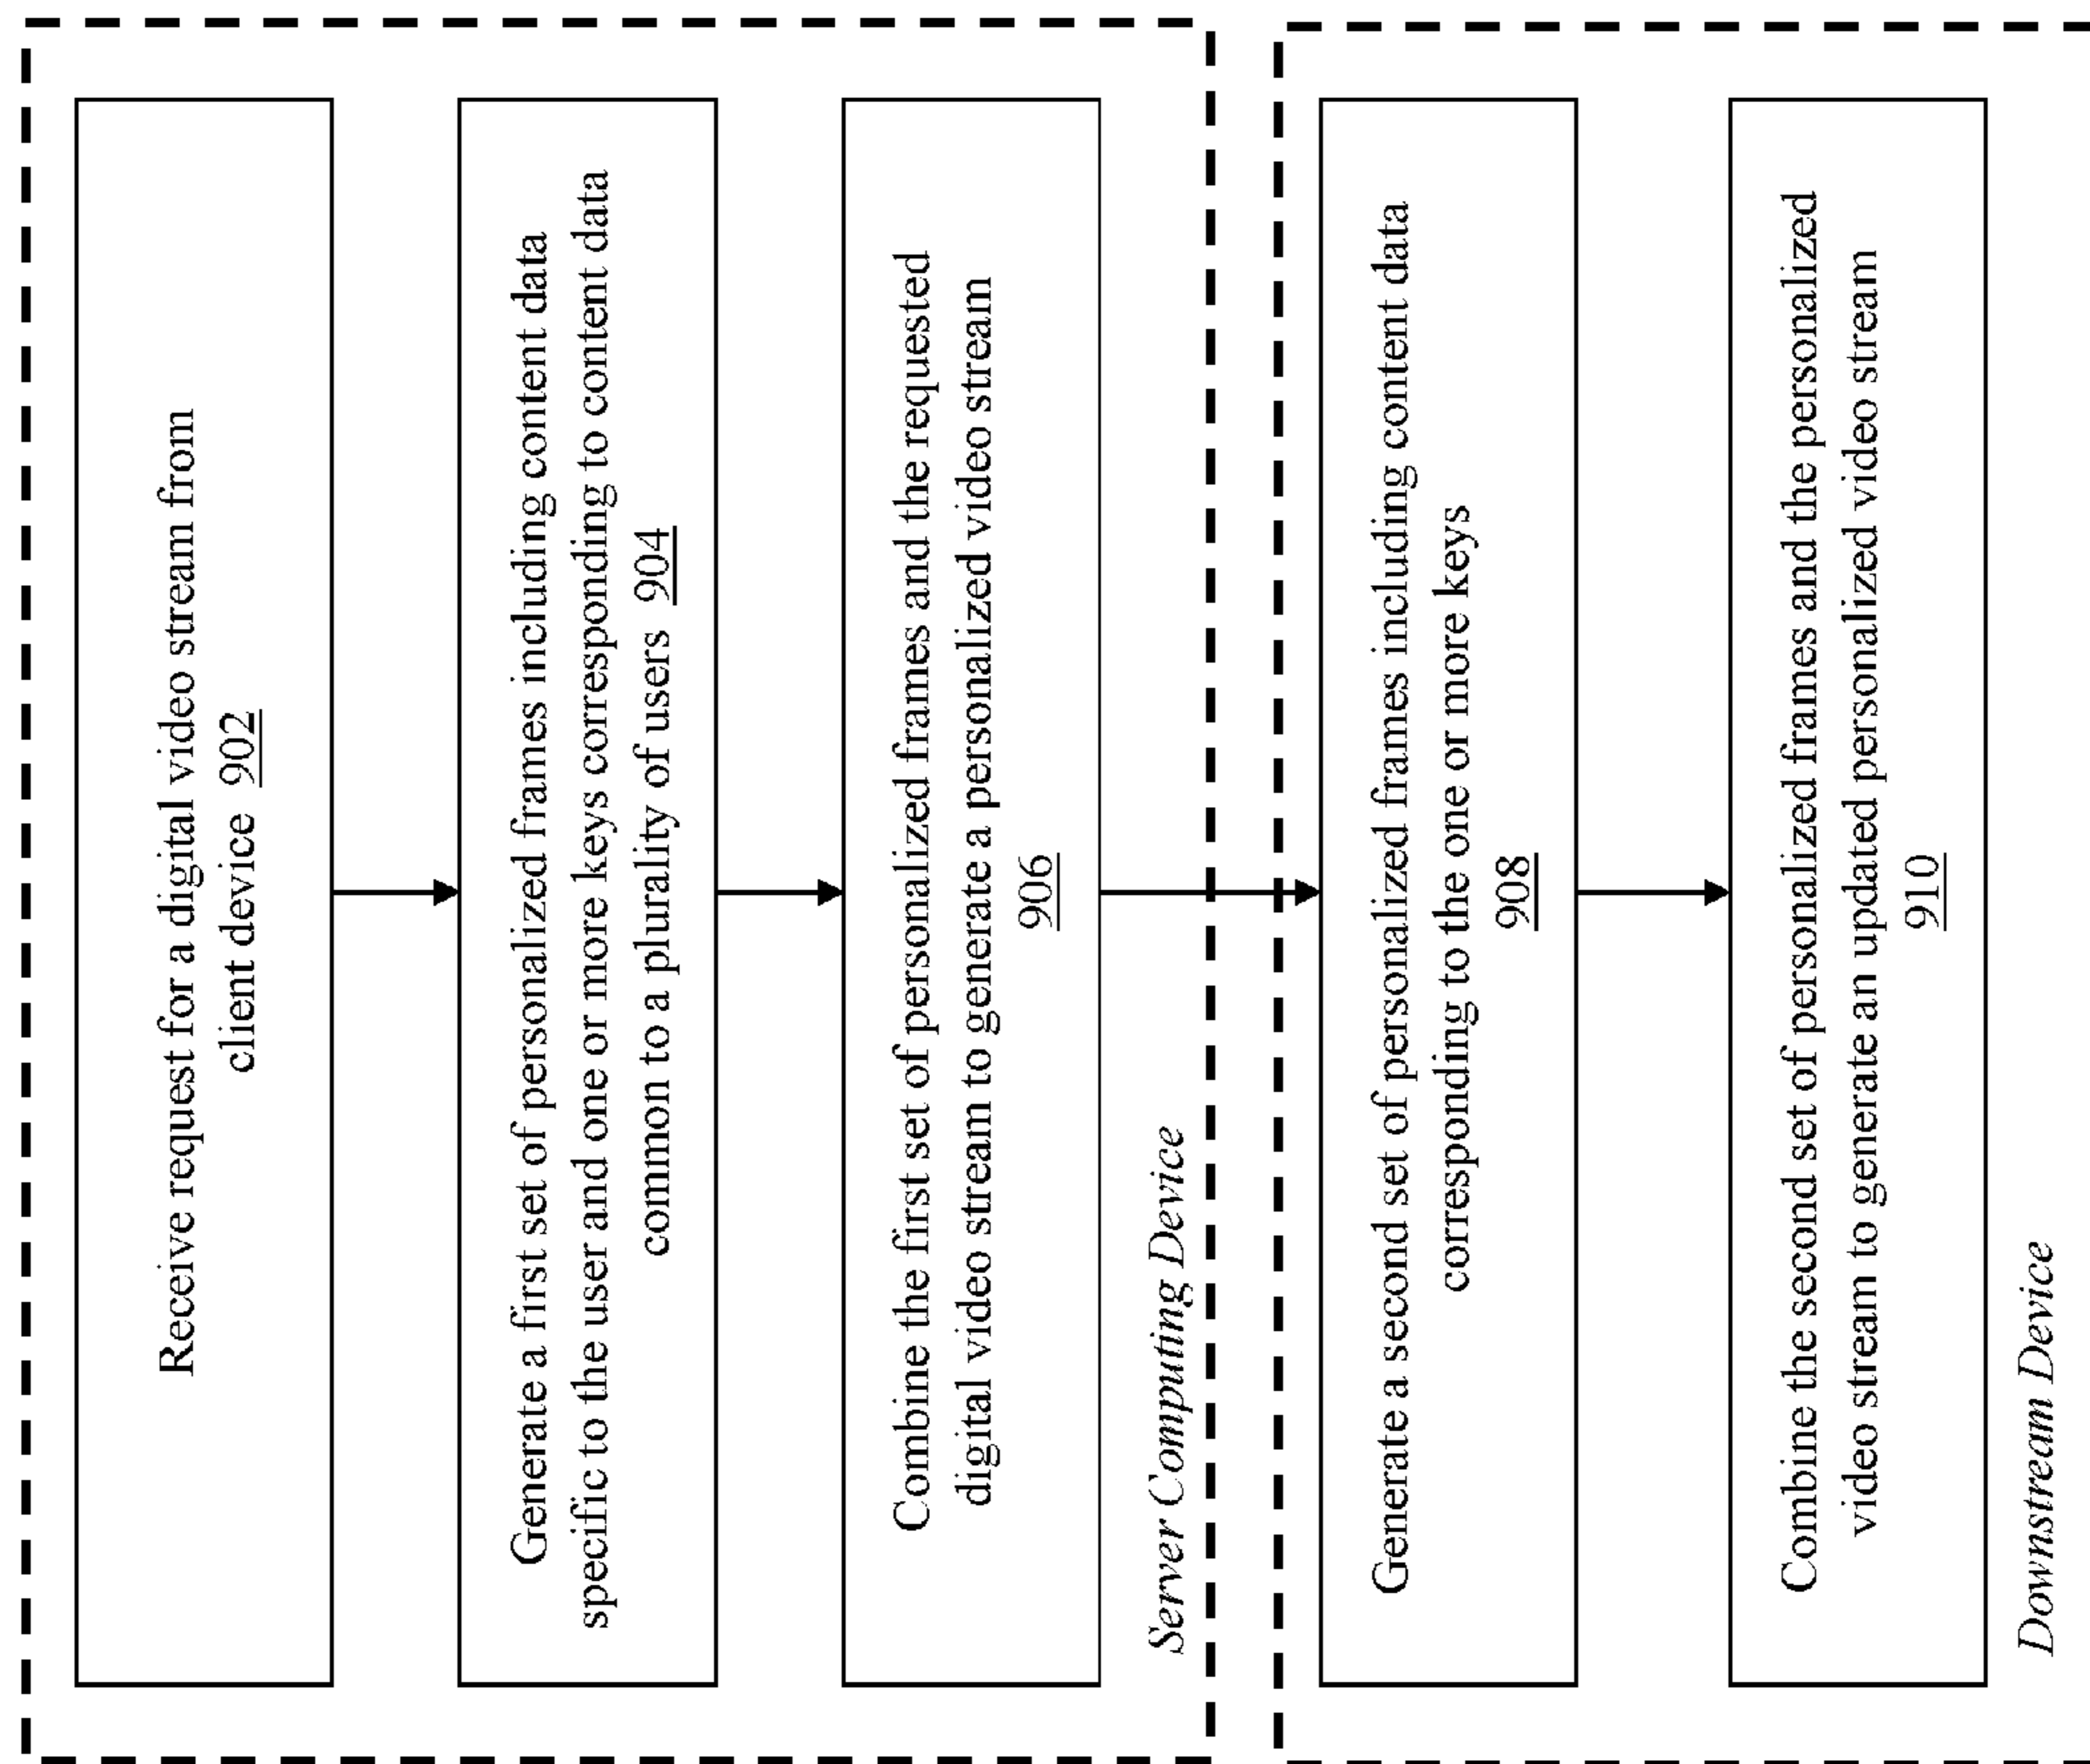 Receive request for a digital video stream from
client device 902
Generate a first set of personalized frames including content data
specific to the user and one or more keys corresponding to content data
common to a plurality of users 904
Combine the first set of personalized frames and the requested
digital video stream to generate a personalized video stream
906
Server Computing Device
Generate a second set of personalized frames including content data
corresponding to the one or more keys
908
Combine the second set of personalized frames and the personalized
video stream to generate an updated personalized video stream
910
Downstream Device